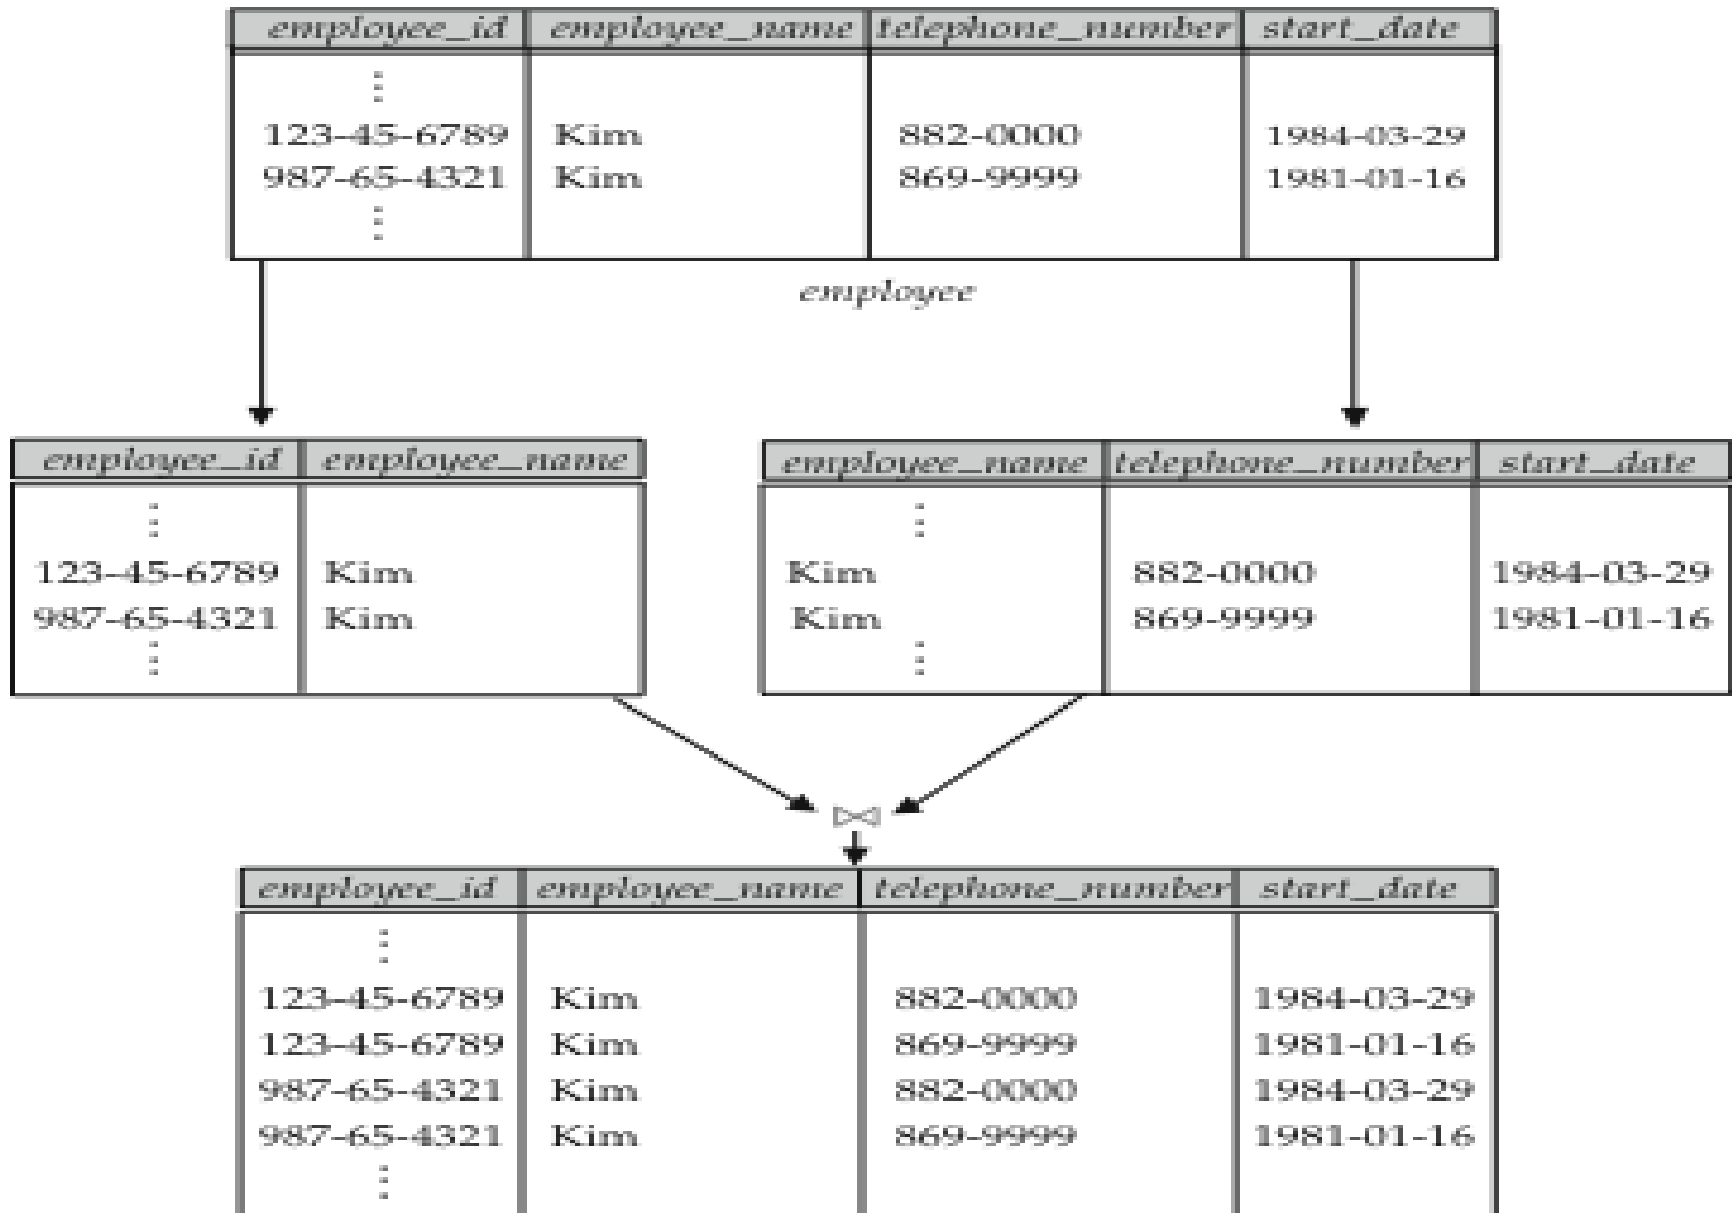 employee_id employee_name telephone_number start_date
⋮
123-45-6789 Kim 882-0000 1984-03-29
987-65-4321 Kim 869-9999 1981-01-16
⋮
employee
employee_id employee_name
⋮
123-45-6789 Kim
987-65-4321 Kim
⋮
employee_name telephone_number start_date
⋮
Kim 882-0000 1984-03-29
Kim 869-9999 1981-01-16
⋮
⋈
employee_id employee_name telephone_number start_date
⋮
123-45-6789 Kim 882-0000 1984-03-29
123-45-6789 Kim 869-9999 1981-01-16
987-65-4321 Kim 882-0000 1984-03-29
987-65-4321 Kim 869-9999 1981-01-16
⋮